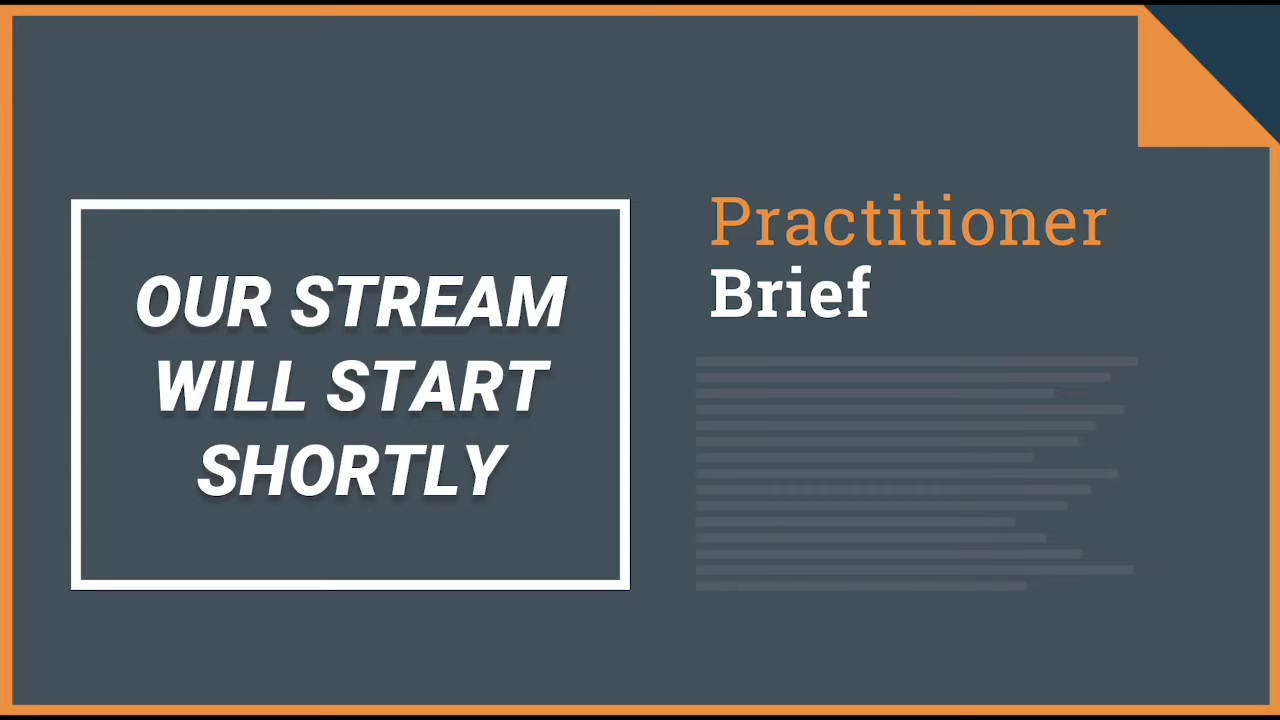 OUR STREAM
WILL START
SHORTLY
Practitioner
Brief